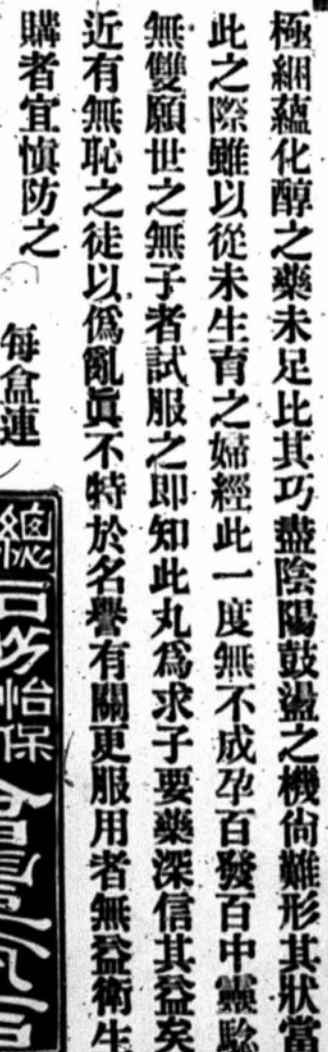 極絪蘊化醇之藥未足比其巧盡陰陽鼓盪之機尙難形其狀當
此之際雖以從未生育之婦經此一度無不成孕百發百中靈驗
無雙願世之無子者試服之即知此丸爲求子要藥深信其益矣
近有無恥之徒以僞亂眞不特於名譽有關更服用者無益衛生
購者宜愼防之
每盒連
總
怡保